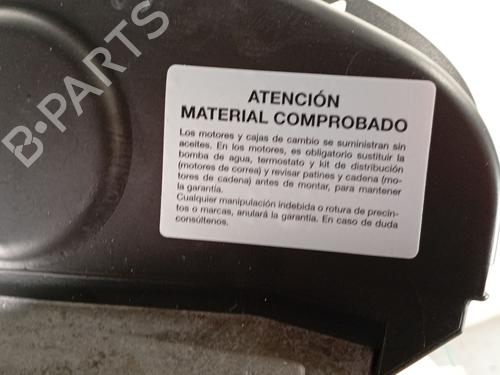 B-PARTS
ATENCIÓN
MATERIAL COMPROBADO
Los motores y cajas de cambio se suministran sin
aceites. En los motores, es obligatorio sustituir la
bomba de agua, termostato y kit de distribución
(motores de correa) y revisar patines y cadena (mo-
tores de cadena) antes de montar, para mantener
la garantía.
Cualquier manipulación indebida o rotura de precin-
tos o marcas, anulará la garantía. En caso de duda
consúltenos.